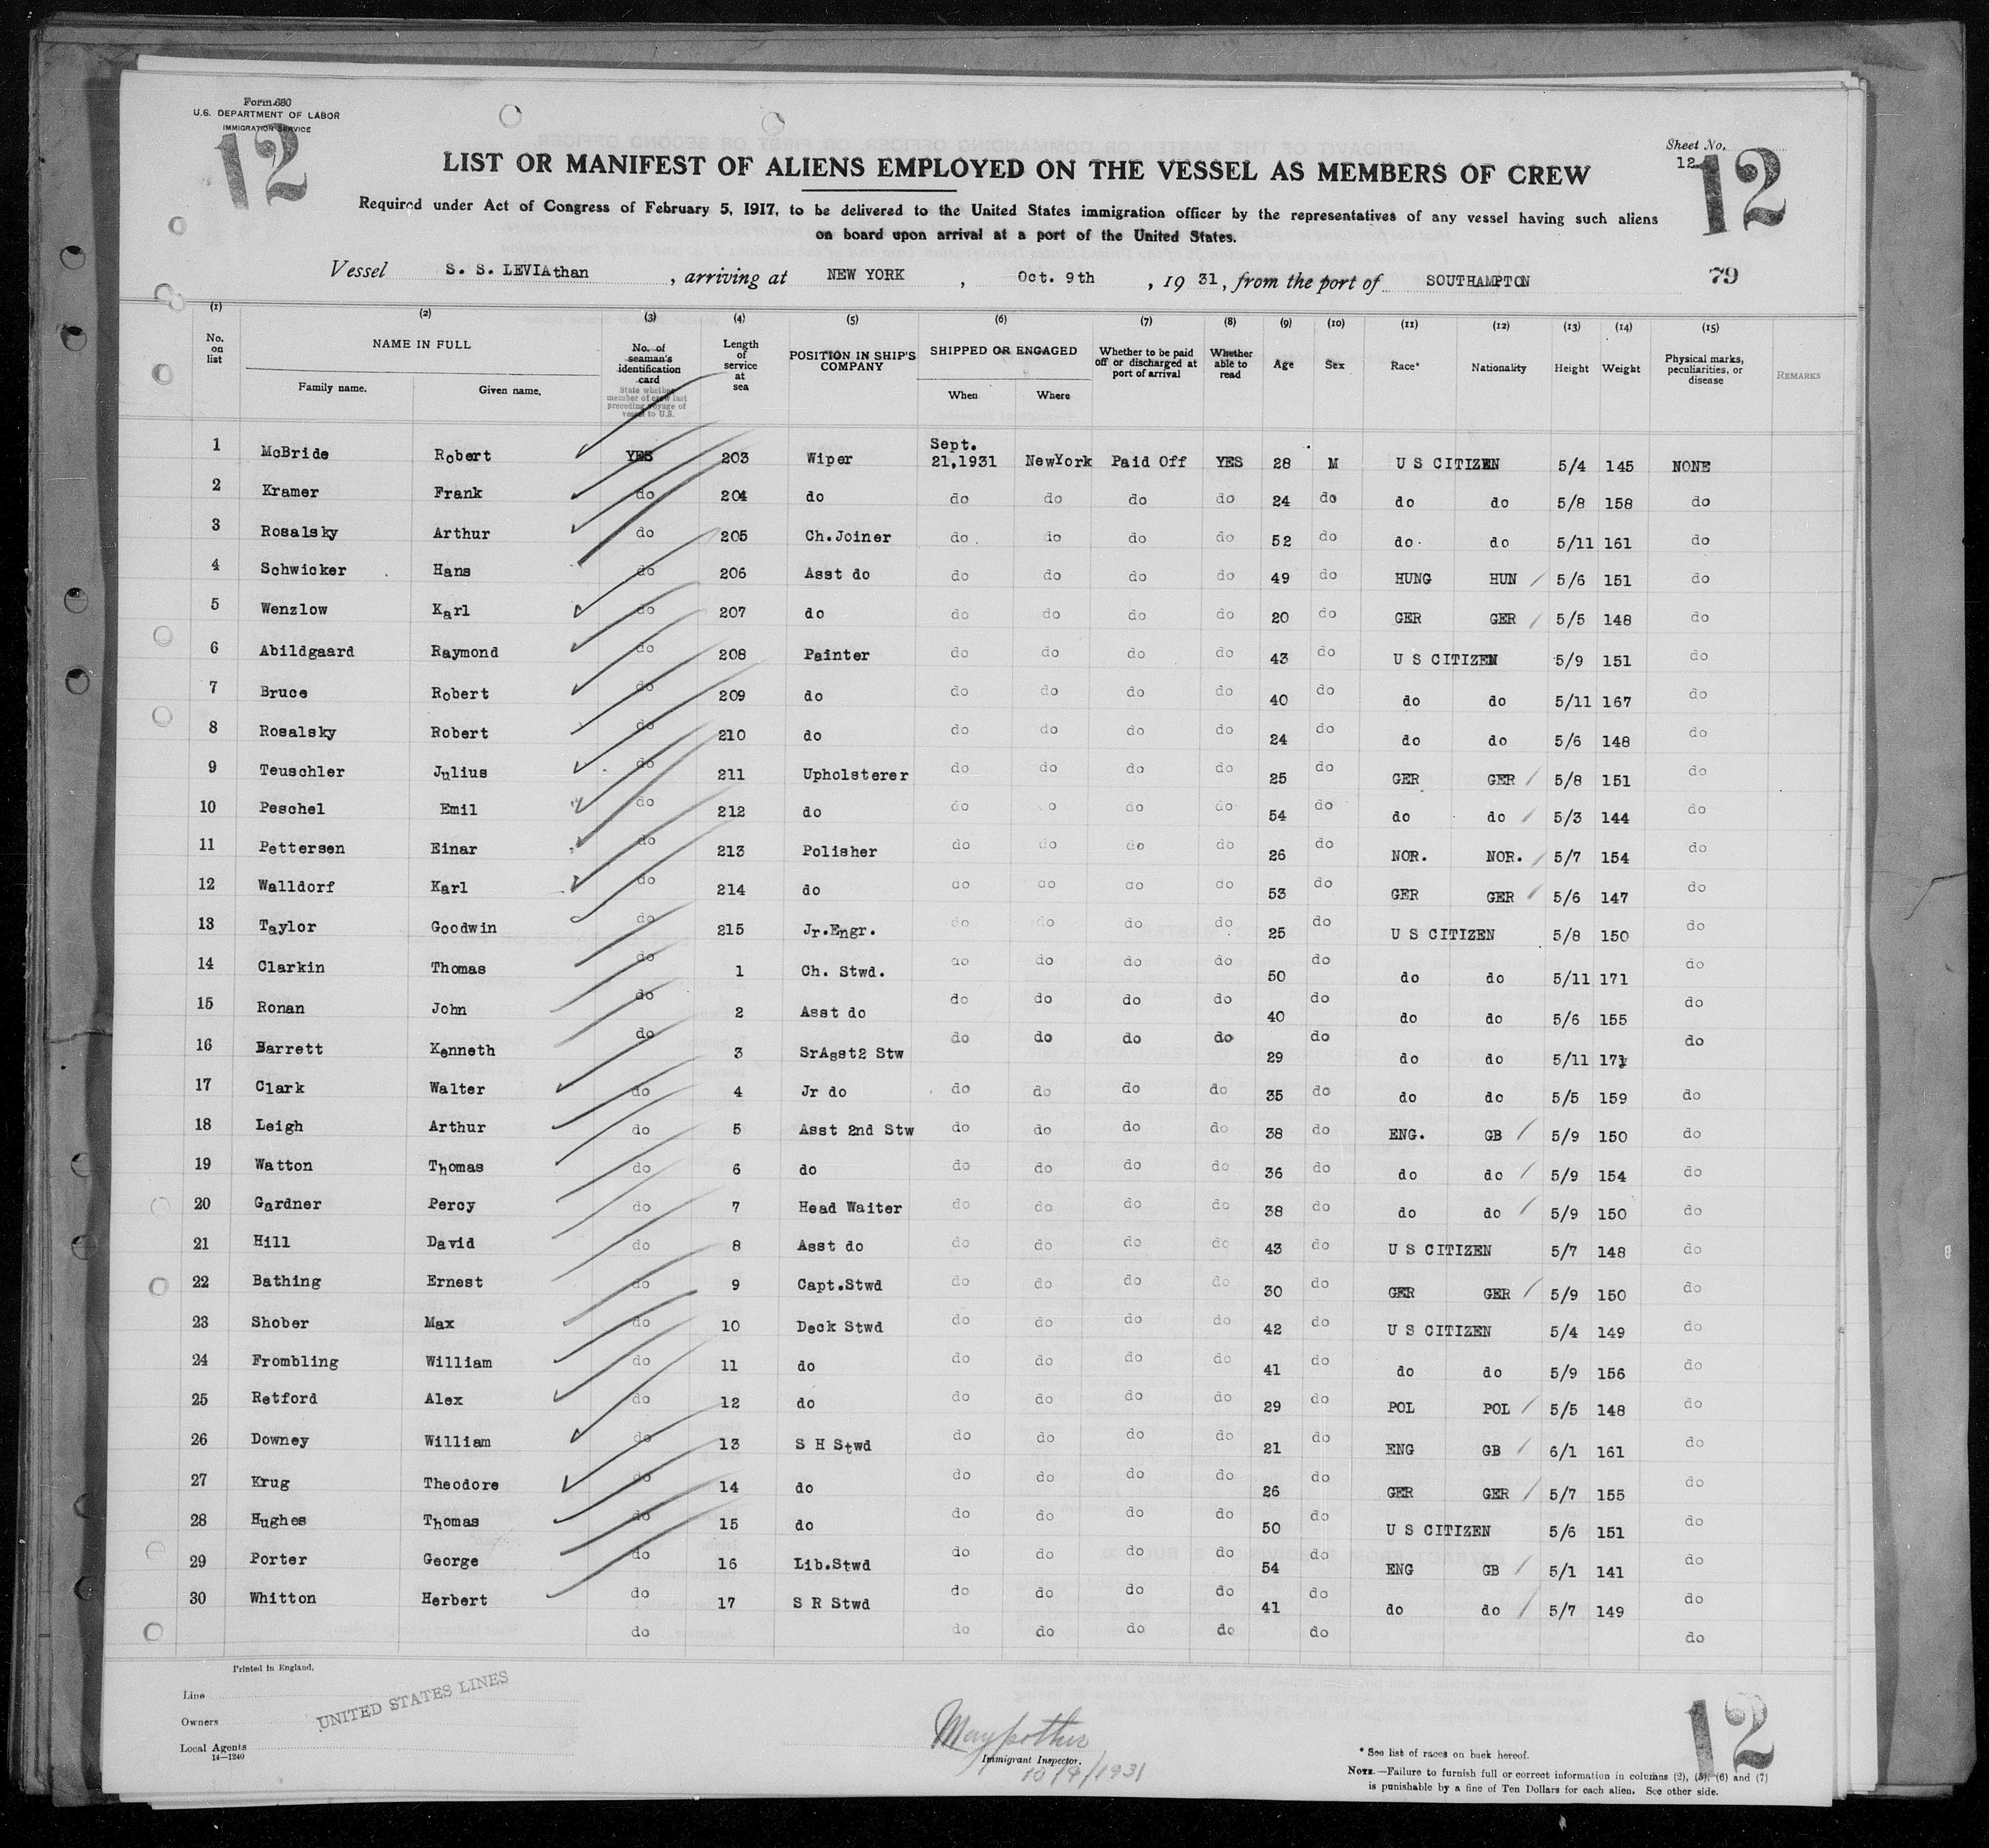 Form 680
U.S. DEPARTMENT OF LABOR
IMMIGRATION SERVICE
12
Sheet No.
12
12
LIST OR MANIFEST OF ALIENS EMPLOYED ON THE VESSEL AS MEMBERS OF CREW
Required under Act of Congress of February 5, 1917, to be delivered to the United States immigration officer by the representatives of any vessel having such aliens
on board upon arrival at a port of the United States.
Vessel S. S. LEVIAthan , arriving at NEW YORK , Oct. 9th , 19 31, from the port of SOUTHAMPTON 79
(1) (2) (3) (4) (5) (6) (7) (8) (9) (10) (11) (12) (13) (14) (15)
No. on list NAME IN FULL Family name. Given name. No. of seaman's identification card State whether member of crew last preceding voyage of vessel to U.S. Length of service at sea POSITION IN SHIP'S COMPANY SHIPPED OR ENGAGED When Where Whether to be paid off or discharged at port of arrival Whether able to read Age Sex Race* Nationality Height Weight Physical marks, peculiarities, or disease REMARKS
1 McBride Robert YES 203 Wiper Sept. 21,1931 NewYork Paid Off YES 28 M U S CITIZEN 5/4 145 NONE
2 Kramer Frank do 204 do do do do do 24 do do do 5/8 158 do
3 Rosalsky Arthur do 205 Ch.Joiner do do do do 52 do do do 5/11 161 do
4 Schwicker Hans do 206 Asst do do do do do 49 do HUNG HUN 5/6 151 do
5 Wenzlow Karl do 207 do do do do do 20 do GER GER 5/5 148 do
6 Abildgaard Raymond do 208 Painter do do do do 43 do U S CITIZEN 5/9 151 do
7 Bruce Robert do 209 do do do do do 40 do do do 5/11 167 do
8 Rosalsky Robert do 210 do do do do do 24 do do do 5/6 148 do
9 Teuschler Julius do 211 Upholsterer do do do do 25 do GER GER 5/8 151 do
10 Peschel Emil do 212 do do do do do 54 do do do 5/3 144 do
11 Pettersen Einar do 213 Polisher do do do do 26 do NOR. NOR. 5/7 154 do
12 Walldorf Karl do 214 do do do do do 53 do GER GER 5/6 147 do
13 Taylor Goodwin do 215 Jr.Engr. do do do do 25 do U S CITIZEN 5/8 150 do
14 Clarkin Thomas do 1 Ch. Stwd. do do do do 50 do do do 5/11 171 do
15 Ronan John do 2 Asst do do do do do 40 do do do 5/6 155 do
16 Barrett Kenneth do 3 SrAsst2 Stw do do do do 29 do do do 5/11 171 do
17 Clark Walter do 4 Jr do do do do do 35 do do do 5/5 159 do
18 Leigh Arthur do 5 Asst 2nd Stw do do do do 38 do ENG. GB 5/9 150 do
19 Watton Thomas do 6 do do do do do 36 do do do 5/9 154 do
20 Gardner Percy do 7 Head Waiter do do do do 38 do do do 5/9 150 do
21 Hill David do 8 Asst do do do do do 43 do U S CITIZEN 5/7 148 do
22 Bathing Ernest do 9 Capt.Stwd do do do do 30 do GER GER 5/9 150 do
23 Shober Max do 10 Deck Stwd do do do do 42 do U S CITIZEN 5/4 149 do
24 Frombling William do 11 do do do do do 41 do do do 5/9 156 do
25 Retford Alex do 12 do do do do do 29 do POL POL 5/5 148 do
26 Downey William do 13 S H Stwd do do do do 21 do ENG GB 6/1 161 do
27 Krug Theodore do 14 do do do do do 26 do GER GER 5/7 155 do
28 Hughes Thomas do 15 do do do do do 50 do U S CITIZEN 5/6 151 do
29 Porter George do 16 Lib.Stwd do do do do 54 do ENG GB 5/1 141 do
30 Whitton Herbert do 17 S R Stwd do do do do 41 do do do 5/7 149 do
do do do do do do do
Printed in England.
Line
Owners UNITED STATES LINES
Local Agents
14—1240
Immigrant Inspector.
10/9/1931
* See list of races on back hereof.
NOTE.—Failure to furnish full or correct information in columns (2), (5), (6) and (7)
is punishable by a fine of Ten Dollars for each alien. See other side.
12